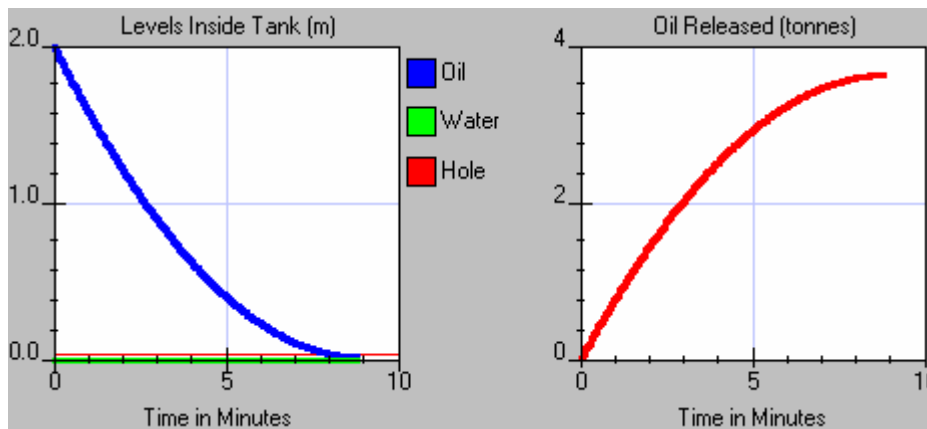 Levels Inside Tank (m)
2.0
1.0
0.0
0
5
10
Time in Minutes
Oil
Water
Hole
Oil Released (tonnes)
4
2
0
0
5
10
Time in Minutes